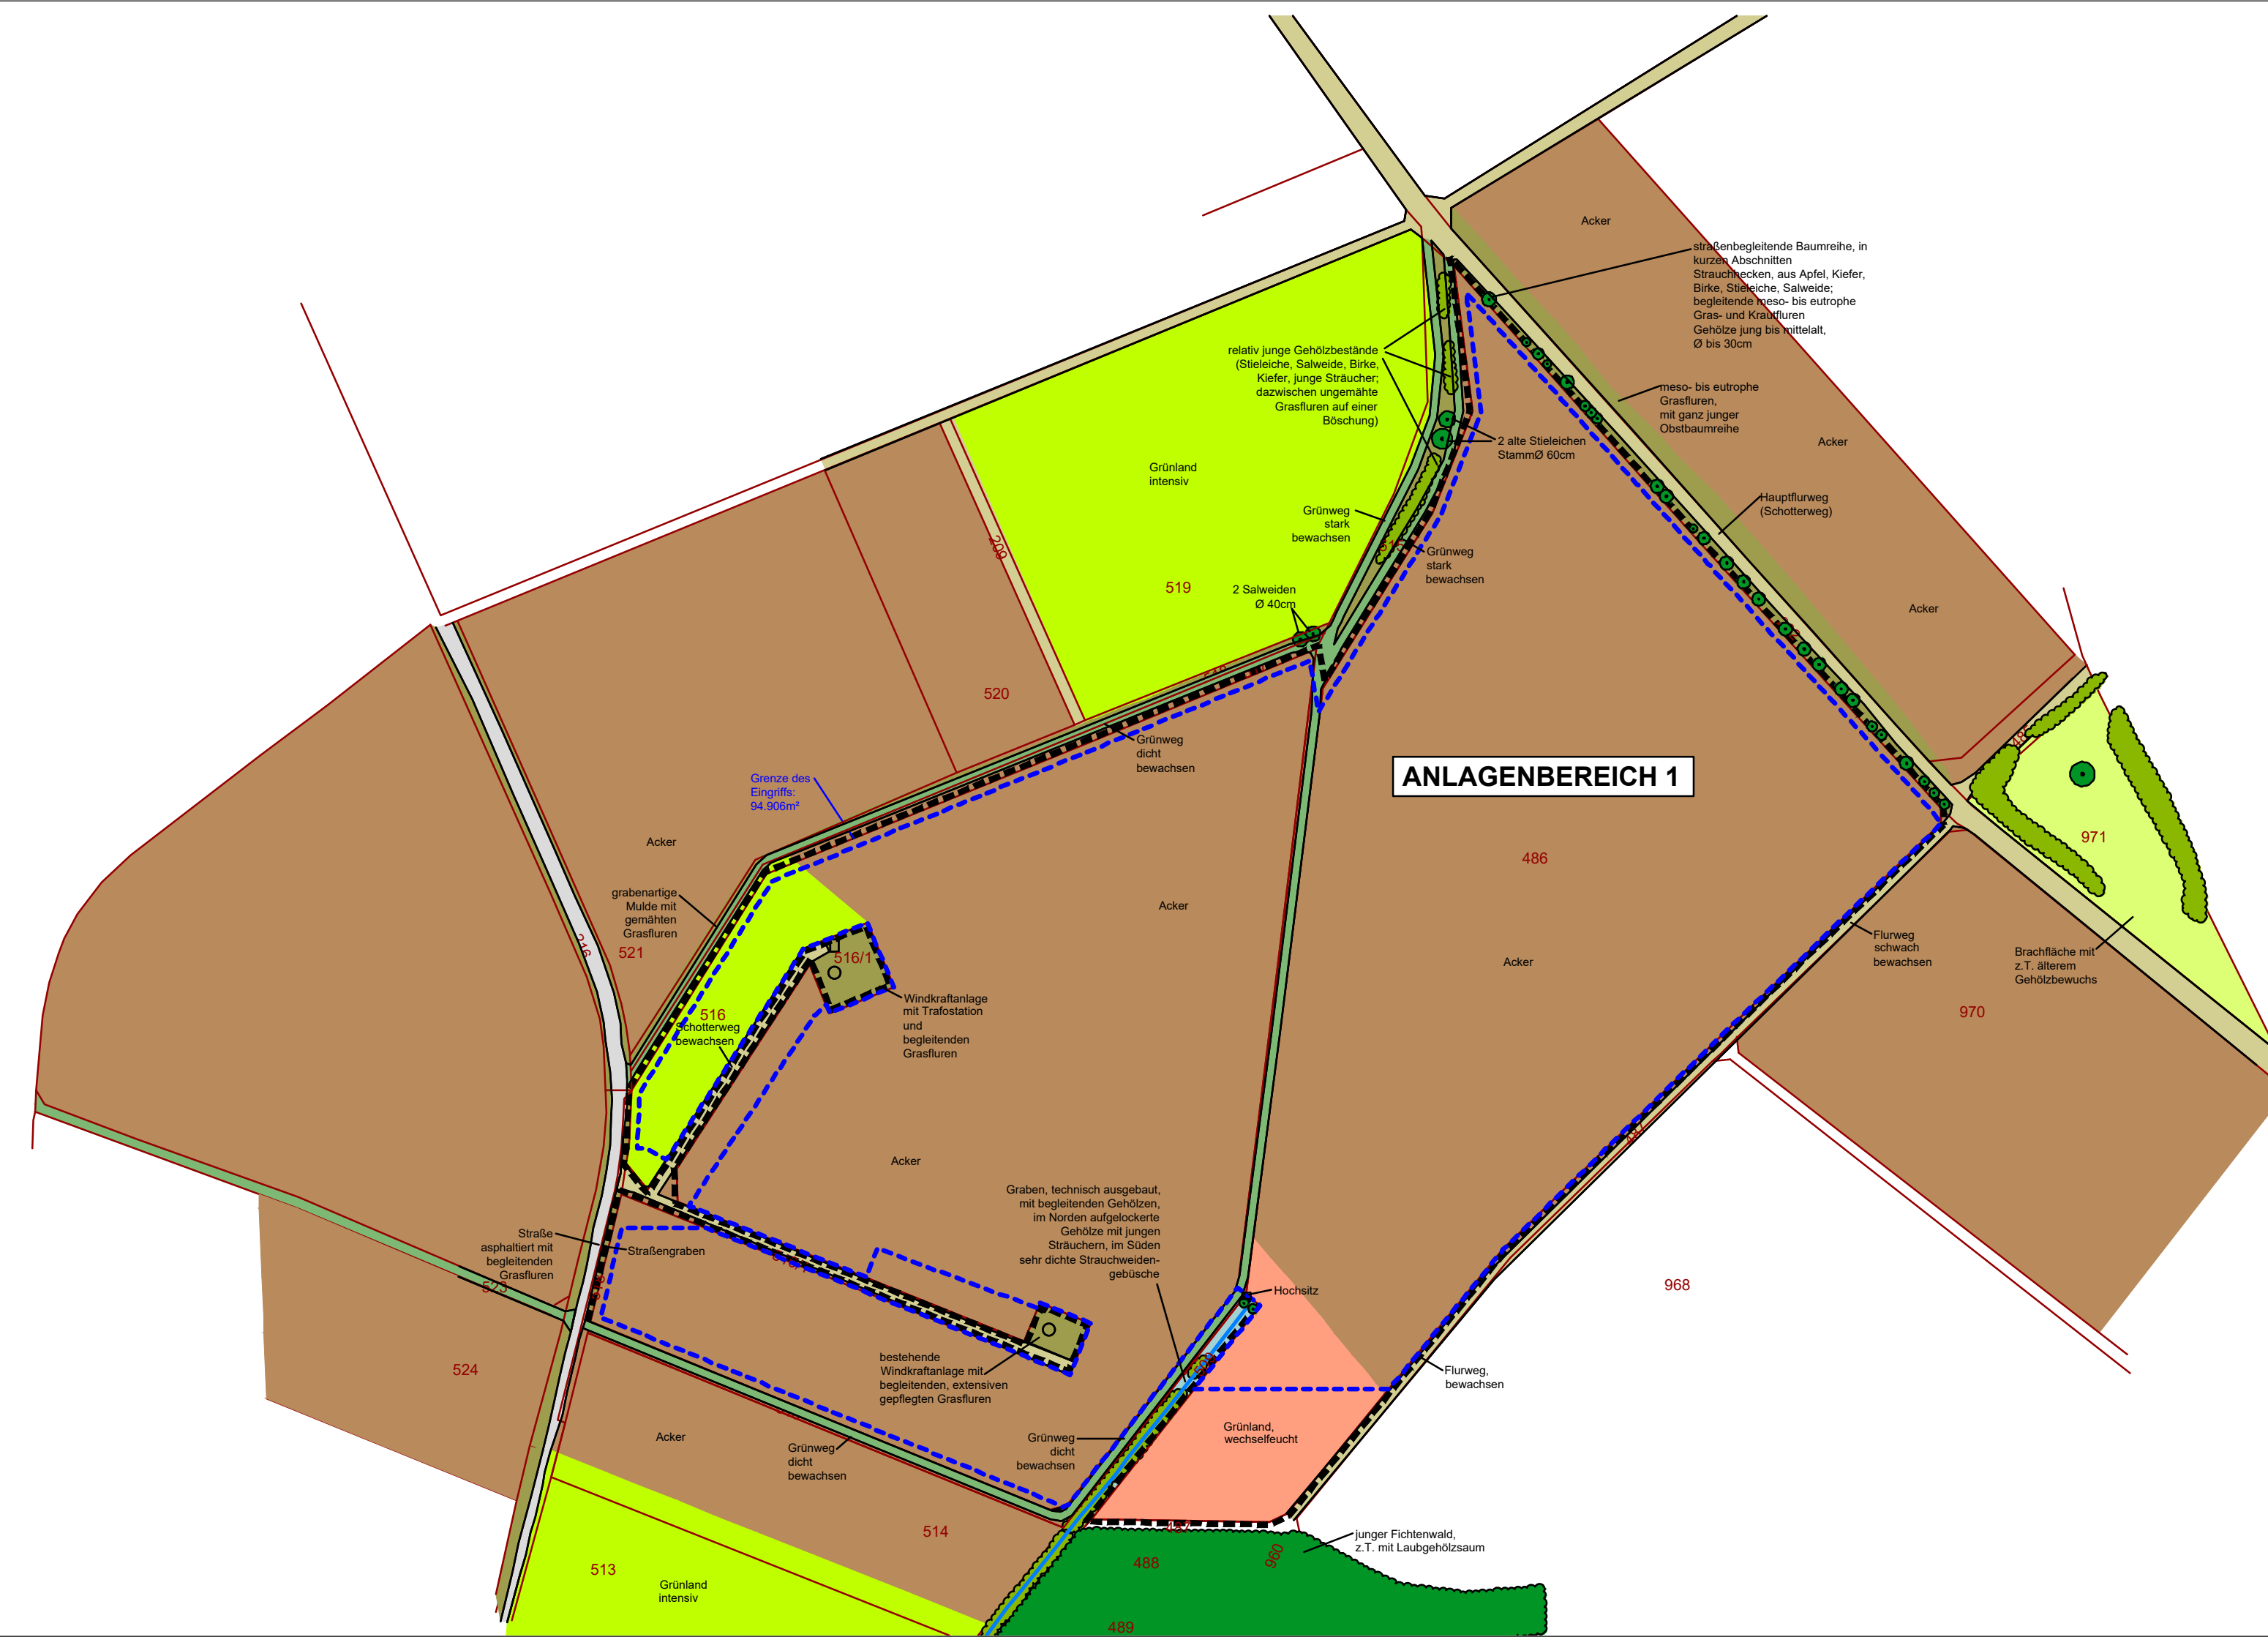 Acker
straßenbegleitende Baumreihe, in
kurzen Abschnitten
Strauchhecken, aus Apfel, Kiefer,
Birke, Stieleiche, Salweide;
begleitende meso- bis eutrophe
Gras- und Krautfluren
Gehölze jung bis mittelalt,
Ø bis 30cm
relativ junge Gehölzbestände
(Stieleiche, Salweide, Birke,
Kiefer, junge Sträucher;
dazwischen ungemähte
Grasfluren auf einer
Böschung)
meso- bis eutrophe
Grasfluren,
mit ganz junger
Obstbaumreihe
Acker
2 alte Stieleichen
StammØ 60cm
Grünland
intensiv
Hauptflurweg
(Schotterweg)
Grünweg
stark
bewachsen
209
Grünweg
stark
bewachsen
519
2 Salweiden
Ø 40cm
Acker
520
Grünweg
dicht
bewachsen
ANLAGENBEREICH 1
Grenze des
Eingriffs:
94.906m²
Acker
486
971
grabenartige
Mulde mit
gemähten
Grasfluren
Acker
216
521
516/1
Acker
Flurweg
schwach
bewachsen
Brachfläche mit
z.T. älterem
Gehölzbewuchs
516
Schotterweg
bewachsen
Windkraftanlage
mit Trafostation
und
begleitenden
Grasfluren
970
Acker
Graben, technisch ausgebaut,
mit begleitenden Gehölzen,
im Norden aufgelockerte
Gehölze mit jungen
Sträuchern, im Süden
sehr dichte Strauchweiden-
gebüsche
Straße
asphaltiert mit
begleitenden
Grasfluren
Straßengraben
523
Hochsitz
968
524
bestehende
Windkraftanlage mit
begleitenden, extensiven
gepflegten Grasfluren
Flurweg,
bewachsen
Acker
Grünweg
dicht
bewachsen
Grünweg
dicht
bewachsen
Grünland,
wechselfeucht
514
487
513
488
960
junger Fichtenwald,
z.T. mit Laubgehölzsaum
Grünland
intensiv
489